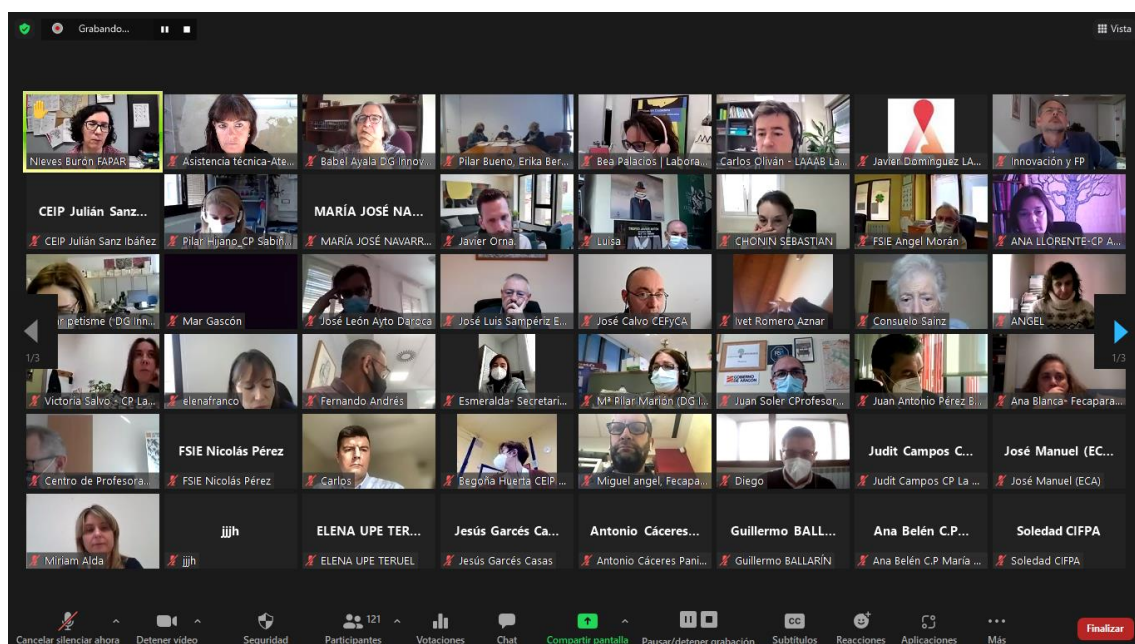 Grabando...
Vista
Nieves Burón FAPAR
Asistencia técnica-Ate...
Babel Ayala DG Innov...
Pilar Bueno, Erika Ber...
Bea Palacios | Labora...
Carlos Oliván - LAAAB La...
Javier Domínguez LA...
Innovación y FP
CEIP Julián Sanz...
MARÍA JOSÉ NA...
CEIP Julián Sanz Ibáñez
Pilar Hijano_CP Sabiñ...
MARÍA JOSÉ NAVARR...
Javier Orna.
Luisa
CHONIN SEBASTIAN
FSIE Angel Morán
ANA LLORENTE-CP A...
petisme (DG Inn...
Mar Gascón
José León Ayto Daroca
José Luis Sampériz E...
José Calvo CEFyCA
Ivet Romero Aznar
Consuelo Sainz
ANGEL
1/3
1/3
GOBIERNO DE ARAGON
Victoria Salvo - CP La...
elenafranco
Fernando Andrés
Esmeralda- Secretari...
Mª Pilar Marión (DG I...
Juan Soler CProfesor...
Juan Antonio Pérez B...
Ana Blanca- Fecapara...
FSIE Nicolás Pérez
Judit Campos C...
José Manuel (EC...
Centro de Profesora...
FSIE Nicolás Pérez
Carlos
Begoña Huerta CEIP ...
Miguel angel, Fecapa...
Diego
Judit Campos CP La ...
José Manuel (ECA)
jjjh
ELENA UPE TER...
Jesús Garcés Ca...
Antonio Cáceres...
Guillermo BALL...
Ana Belén C.P...
Soledad CIFPA
Miriam Alda
jjjh
ELENA UPE TERUEL
Jesús Garcés Casas
Antonio Cáceres Pani...
Guillermo BALLARÍN
Ana Belén C.P María ...
Soledad CIFPA
121
CC
Cancelar silenciar ahora
Detener vídeo
Seguridad
Participantes
Votaciones
Chat
Compartir pantalla
Pausar/detener grabación
Subtítulos
Reacciones
Aplicaciones
Más
Finalizar